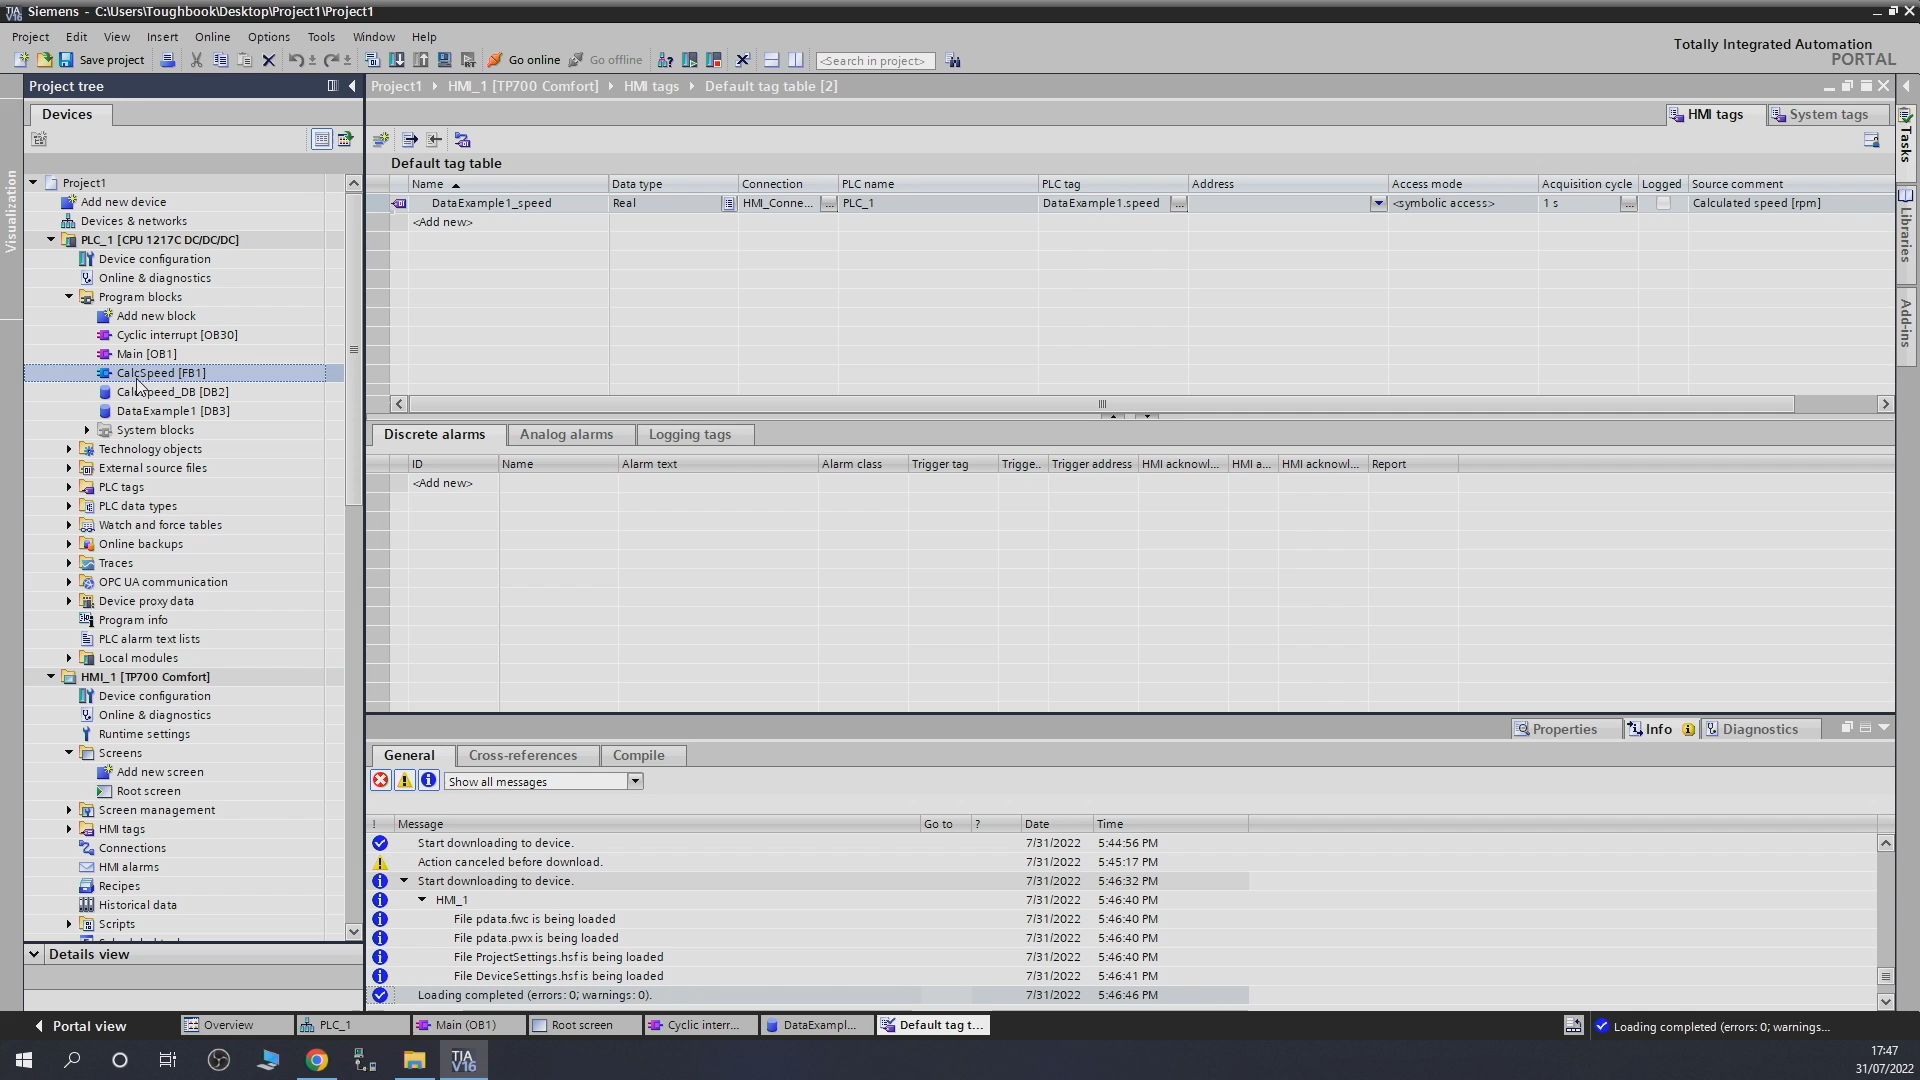 Siemens - C:\Users\Toughbook\Desktop\Project1\Project1
Project Edit View Insert Online Options Tools Window Help
Totally Integrated Automation
PORTAL
Save project
Go online
Go offline
<Search in project>
Project tree
Project1 HMI_1 [TP700 Comfort] HMI tags Default tag table [2]
Devices
HMI tags
System tags
Default tag table
Name Data type Connection PLC name PLC tag Address Access mode Acquisition cycle Logged Source comment
DataExample1_speed Real HMI_Conne... PLC_1 DataExample1.speed <symbolic access> 1 s Calculated speed [rpm]
<Add new>
Visualization
Tasks
Libraries
Add-ins
Project1
Add new device
Devices & networks
PLC_1 [CPU 1217C DC/DC/DC]
Device configuration
Online & diagnostics
Program blocks
Add new block
Cyclic interrupt [OB30]
Main [OB1]
CalcSpeed [FB1]
CalcSpeed_DB [DB2]
DataExample1 [DB3]
System blocks
Technology objects
External source files
PLC tags
PLC data types
Watch and force tables
Online backups
Traces
OPC UA communication
Device proxy data
Program info
PLC alarm text lists
Local modules
HMI_1 [TP700 Comfort]
Device configuration
Online & diagnostics
Runtime settings
Screens
Add new screen
Root screen
Screen management
HMI tags
Connections
HMI alarms
Recipes
Historical data
Scripts
Details view
Discrete alarms Analog alarms Logging tags
ID Name Alarm text Alarm class Trigger tag Trigge.. Trigger address HMI acknowl... HMI a... HMI acknowl... Report
<Add new>
Properties Info Diagnostics
General Cross-references Compile
Show all messages
! Message Go to ? Date Time
Start downloading to device. 7/31/2022 5:44:56 PM
Action canceled before download. 7/31/2022 5:45:17 PM
Start downloading to device. 7/31/2022 5:46:32 PM
HMI_1 7/31/2022 5:46:40 PM
File pdata.fwc is being loaded 7/31/2022 5:46:40 PM
File pdata.pwx is being loaded 7/31/2022 5:46:40 PM
File ProjectSettings.hsf is being loaded 7/31/2022 5:46:40 PM
File DeviceSettings.hsf is being loaded 7/31/2022 5:46:41 PM
Loading completed (errors: 0; warnings: 0). 7/31/2022 5:46:46 PM
Portal view
Overview
PLC_1
Main (OB1)
Root screen
Cyclic interr...
DataExampl...
Default tag t...
Loading completed (errors: 0; warnings...
TIA
V16
17:47
31/07/2022